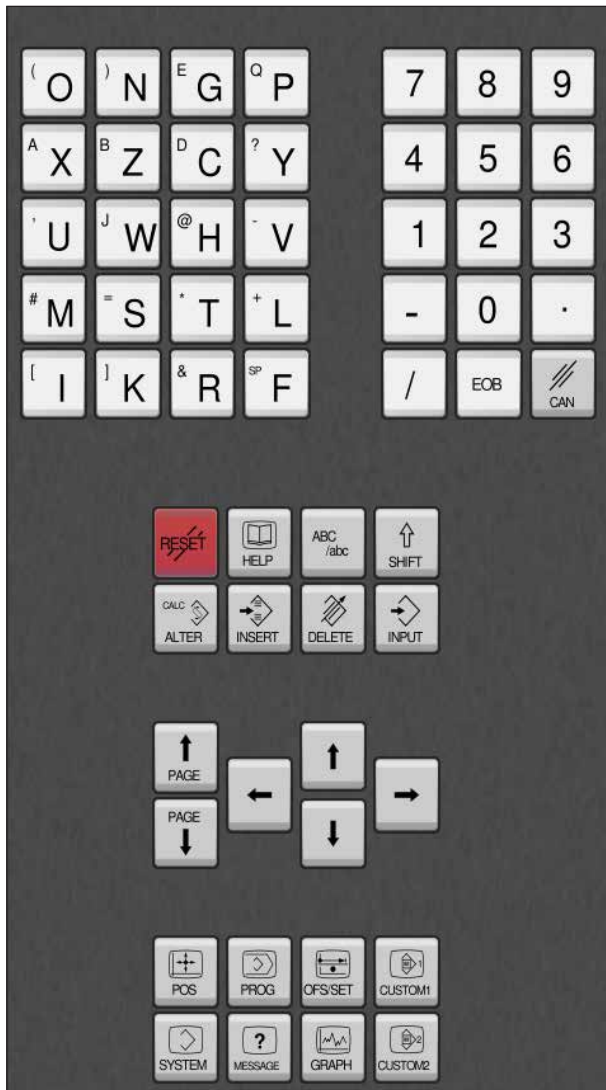 ( O ) N E G Q P 7 8 9
A X B Z D C ? Y 4 5 6
, U J W @ H - V 1 2 3
# M = S * T + L - 0 .
[ I ] K & R SP F / EOB CAN
RESET HELP ABC /abc SHIFT
CALC ALTER INSERT DELETE INPUT
PAGE
PAGE
POS PROG OFS/SET CUSTOM1
SYSTEM ? MESSAGE GRAPH CUSTOM2